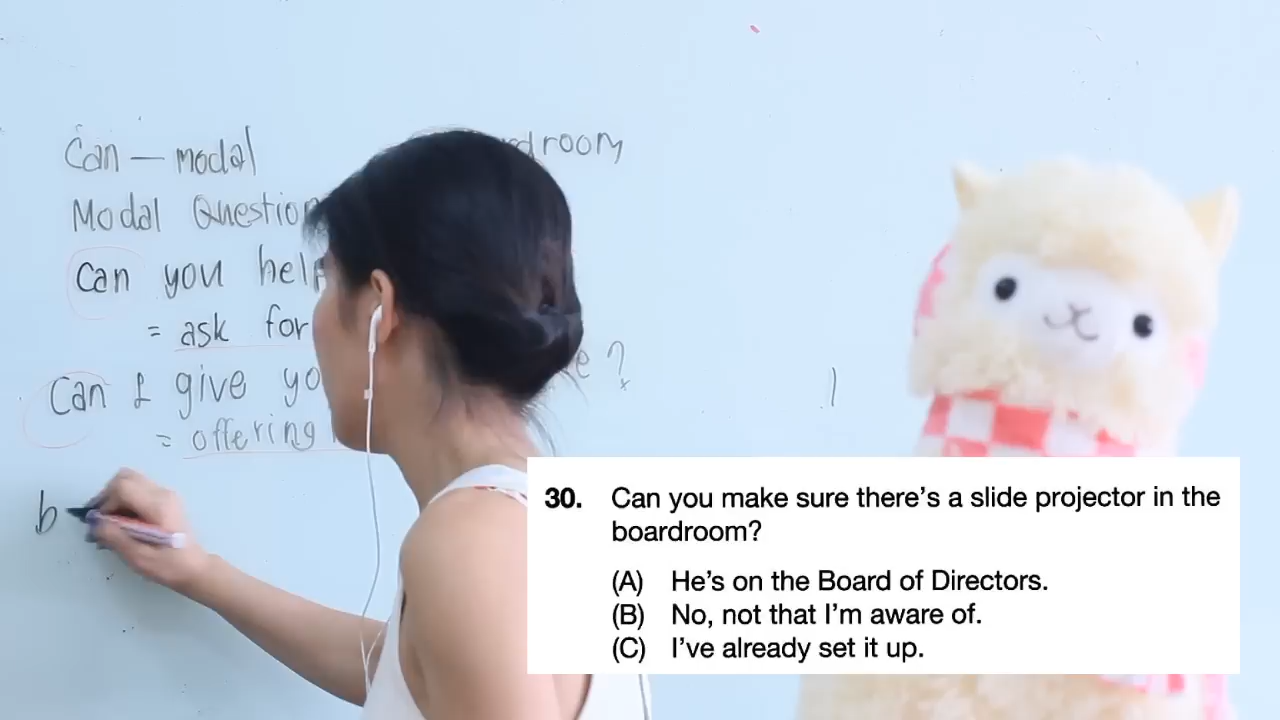 Can — modal
room
Modal Question
Can you help
= ask for
Can I give yo
e ?
= offering
b
30. Can you make sure there's a slide projector in the
boardroom?
(A) He's on the Board of Directors.
(B) No, not that I'm aware of.
(C) I've already set it up.